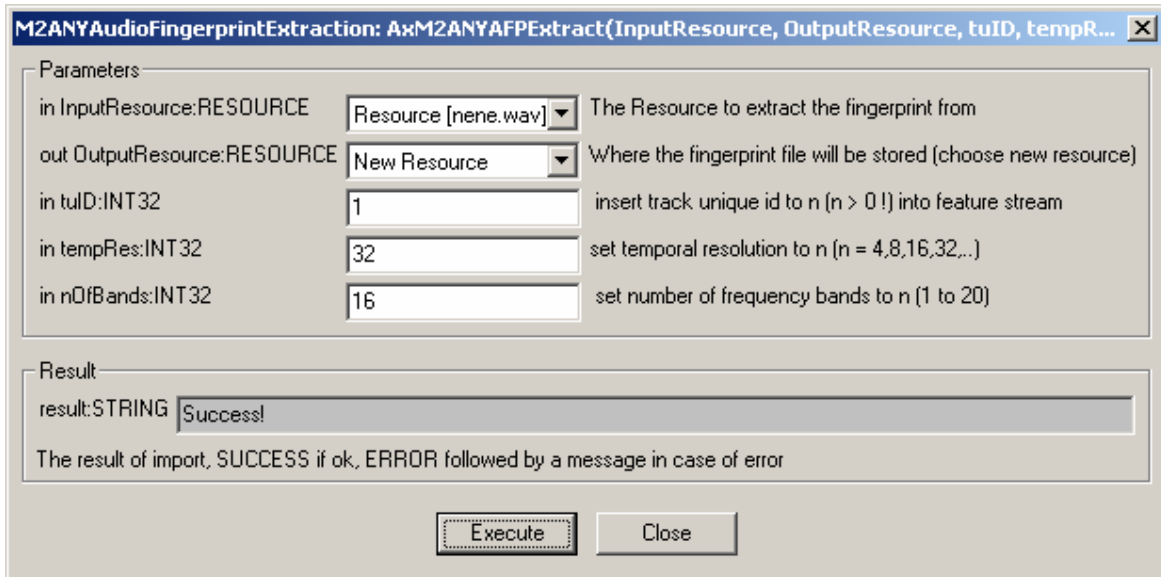 M2ANYAudioFingerprintExtraction: AxM2ANYAFPExtract(InputResource, OutputResource, tuID, tempR...
Parameters
in InputResource:RESOURCE Resource [nene.wav] The Resource to extract the fingerprint from
out OutputResource:RESOURCE New Resource Where the fingerprint file will be stored (choose new resource)
in tuID:INT32 1 insert track unique id to n (n > 0 !) into feature stream
in tempRes:INT32 32 set temporal resolution to n (n = 4,8,16,32,..)
in nOfBands:INT32 16 set number of frequency bands to n (1 to 20)
Result
result:STRING Success!
The result of import, SUCCESS if ok, ERROR followed by a message in case of error
Execute Close